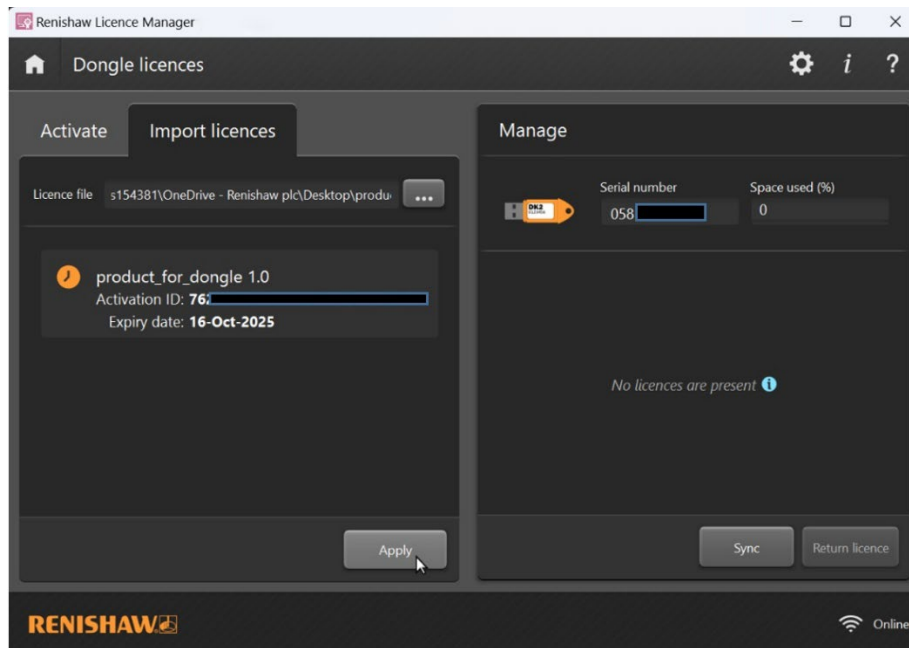 Renishaw Licence Manager
Dongle licences
i ?
Activate Import licences
Licence file s154381\OneDrive - Renishaw plc\Desktop\produ ...
product_for_dongle 1.0
Activation ID: 76
Expiry date: 16-Oct-2025
Apply
Manage
Serial number Space used (%)
DK2
058 0
No licences are present i
Sync Return licence
RENISHAW
Online